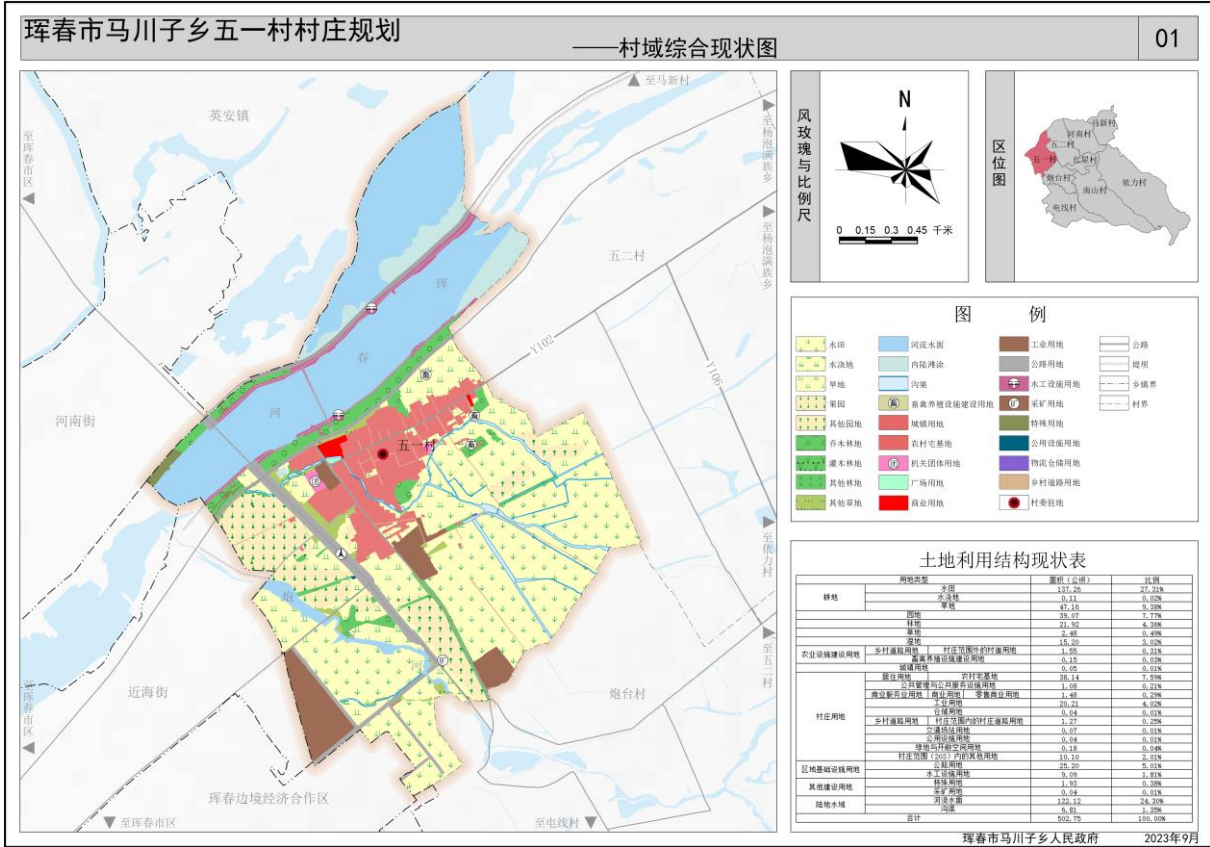 珲春市马川子乡五一村村庄规划
——村域综合现状图
01
至马新村
英安镇
至珲春市区
至杨泡满族乡
至杨泡满族乡
五二村
珲
春
河
Y102
Y106
河南街
五一村
至依力村
炮
河
近海街
炮台村
至五二村
至珲春市区
珲春边境经济合作区
至珲春市区
至电线村
风玫瑰与比例尺
N
0 0.15 0.3 0.45 千米
区位图
马新村
河南村
五二村
五一村
红星村
炮台村
依力村
南山村
电线村
图 例
水田 河流水面 工业用地 公路
水浇地 内陆滩涂 公路用地 堤坝
旱地 沟渠 水工设施用地 乡镇界
果园 畜禽养殖设施建设用地 采矿用地 村界
其他园地 城镇用地 特殊用地
乔木林地 农村宅基地 公用设施用地
灌木林地 机关团体用地 物流仓储用地
其他林地 广场用地 乡村道路用地
其他草地 商业用地 村委驻地
土地利用结构现状表
用地类型 面积（公顷） 比例
耕地 水田 137.26 27.31%
水浇地 0.11 0.02%
旱地 47.16 9.38%
园地 39.07 7.77%
林地 21.92 4.36%
草地 2.48 0.49%
湿地 15.20 3.02%
农业设施建设用地 乡村道路用地 村庄范围外的村道用地 1.55 0.31%
畜禽养殖设施建设用地 0.15 0.03%
城镇用地 0.05 0.01%
村庄用地 居住用地 农村宅基地 38.14 7.59%
公共管理与公共服务设施用地 1.08 0.21%
商业服务业用地 商业用地 零售商业用地 1.48 0.29%
工业用地 20.21 4.02%
仓储用地 0.04 0.01%
乡村道路用地 村庄范围内的村庄道路用地 1.27 0.25%
交通场站用地 0.07 0.01%
公用设施用地 0.04 0.01%
绿地与开敞空间用地 0.18 0.04%
村庄范围（203）内的其他用地 10.10 2.01%
区域基础设施用地 公路用地 25.20 5.01%
水工设施用地 9.09 1.81%
其他建设用地 特殊用地 1.93 0.38%
采矿用地 0.04 0.01%
陆地水域 河流水面 122.12 24.30%
沟渠 6.81 1.35%
合计 502.75 100.00%
珲春市马川子乡人民政府 2023年9月